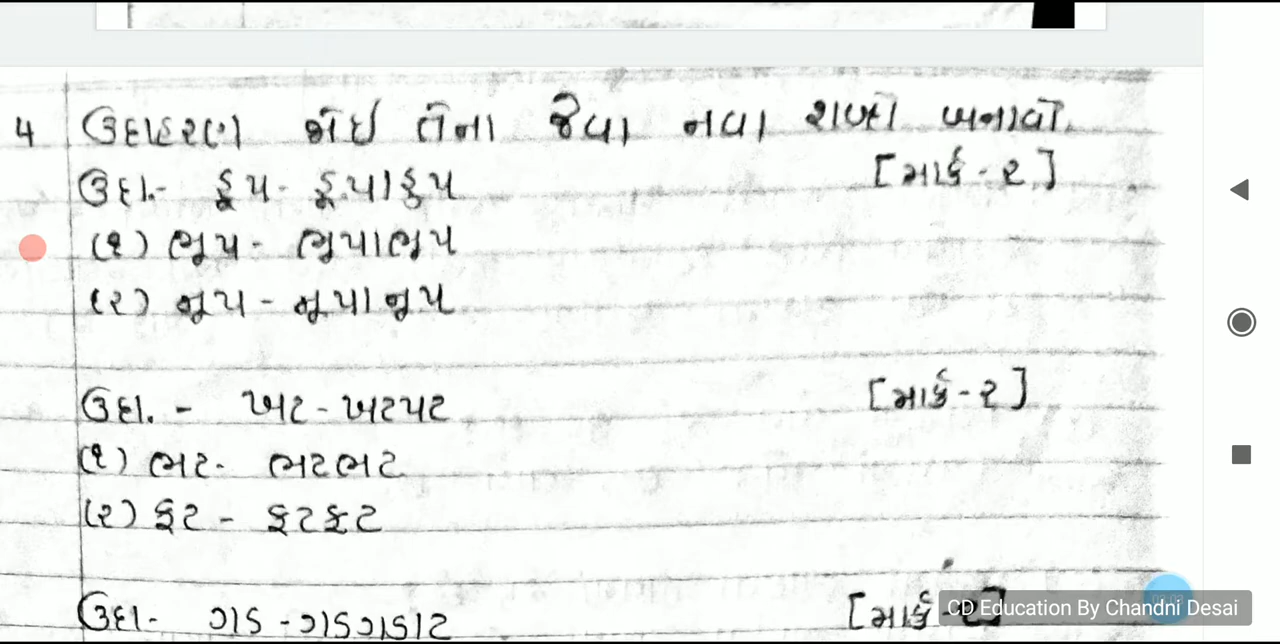 4 ઉદાહરણ જોઇ તેના જેવા નવા શબ્દો બનાવો.
[માર્ક - ૨]
ઉદા.- કૂપ - કૂપાકૂપ
(૧) ભૂપ - ભૂપાભૂપ
(૨) નૂપ - નૂપાનૂપ
ઉદા. - ખટ - ખટપટ
[માર્ક - ૨]
(૧) ભટ - ભટભટ
(૨) ફટ - ફટફટ
ઉદા - ગડ - ગડગડાટ
[માર્ક - ૨]
CD Education By Chandni Desai